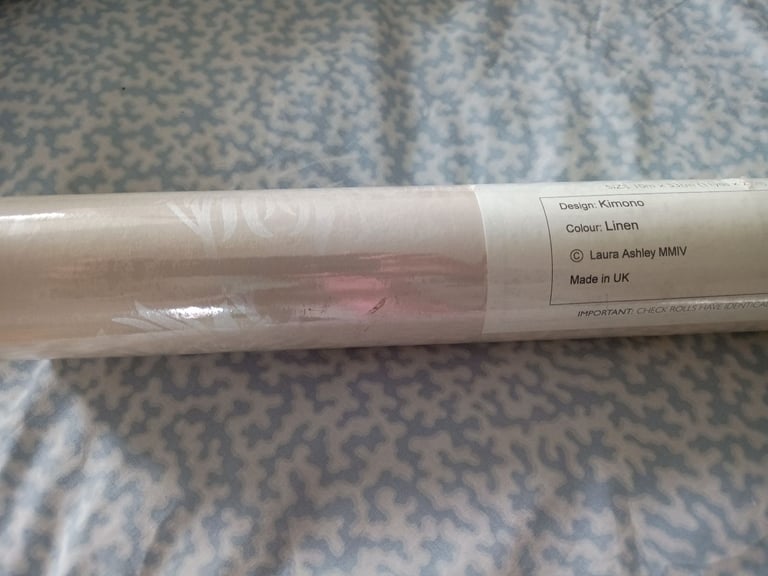 Design: Kimono
Colour: Linen
© Laura Ashley MMIV
Made in UK
IMPORTANT: CHECK ROLLS HAVE IDENTICAL